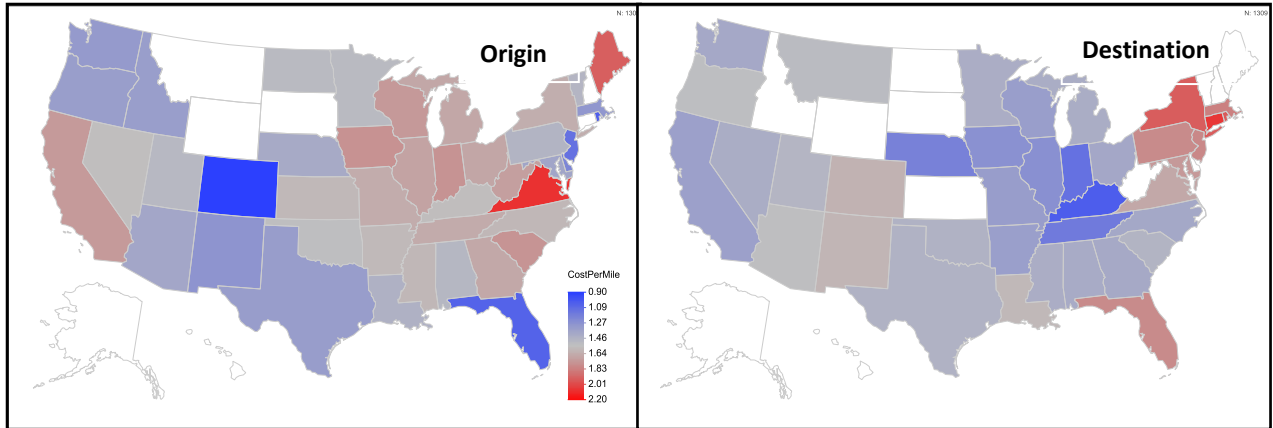 N: 130
Origin
CostPerMile
0.90
1.09
1.27
1.46
1.64
1.83
2.01
2.20
N: 1309
Destination